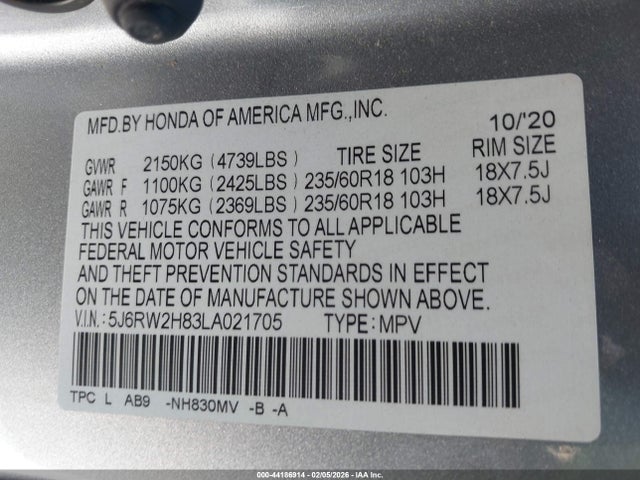 MFD.BY HONDA OF AMERICA MFG.,INC. 10/'20
GVWR 2150KG (4739LBS) TIRE SIZE RIM SIZE
GAWR F 1100KG (2425LBS) 235/60R18 103H 18X7.5J
GAWR R 1075KG (2369LBS) 235/60R18 103H 18X7.5J
THIS VEHICLE CONFORMS TO ALL APPLICABLE
FEDERAL MOTOR VEHICLE SAFETY
AND THEFT PREVENTION STANDARDS IN EFFECT
ON THE DATE OF MANUFACTURE SHOWN ABOVE.
V.I.N.: 5J6RW2H83LA021705 TYPE: MPV
TPC L AB9 -NH830MV -B -A
000-44186914 - 02/05/2026 - IAA Inc.